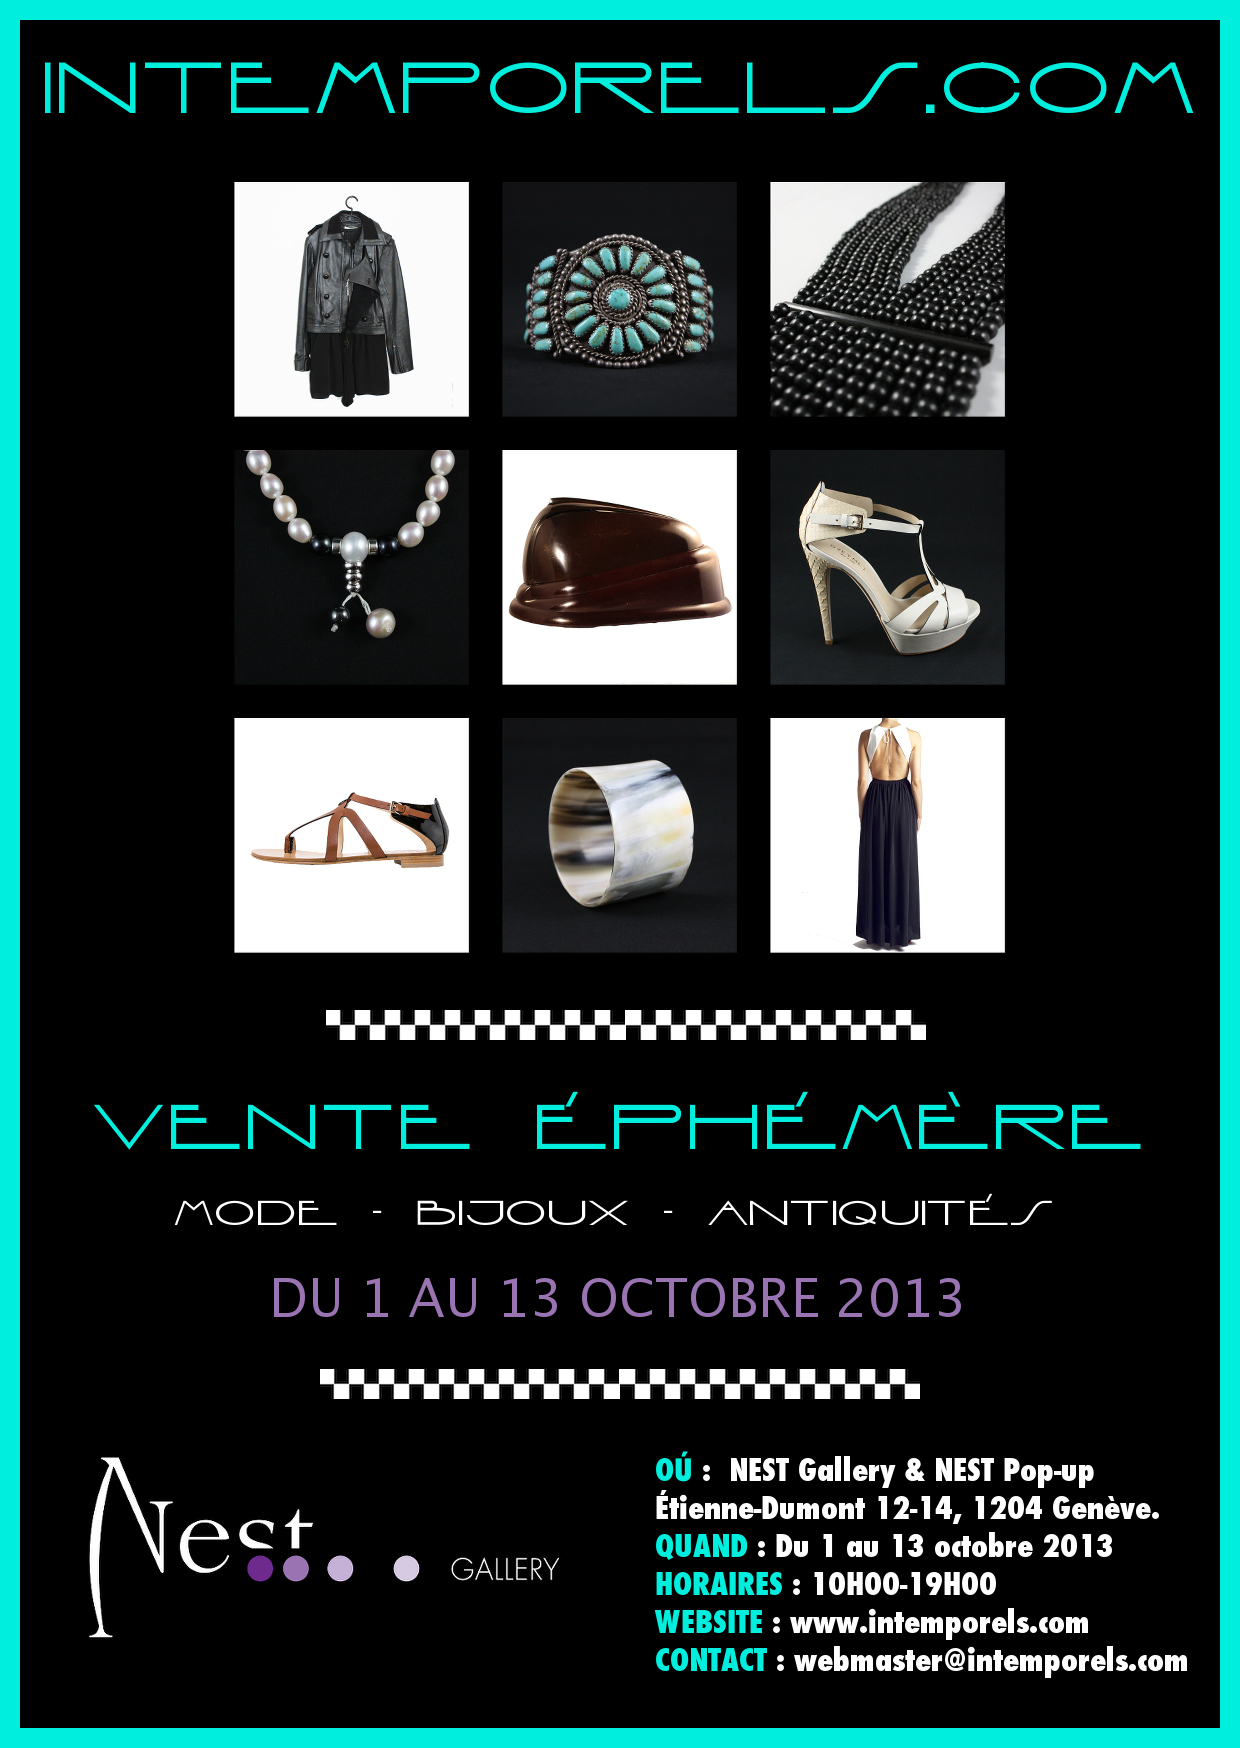 INTEMPORELS.COM
VENTE ÉPHÉMÈRE
MODE - BIJOUX - ANTIQUITÉS
DU 1 AU 13 OCTOBRE 2013
Nest GALLERY
OÚ : NEST Gallery & NEST Pop-up
Étienne-Dumont 12-14, 1204 Genève.
QUAND : Du 1 au 13 octobre 2013
HORAIRES : 10H00-19H00
WEBSITE : www.intemporels.com
CONTACT : webmaster@intemporels.com